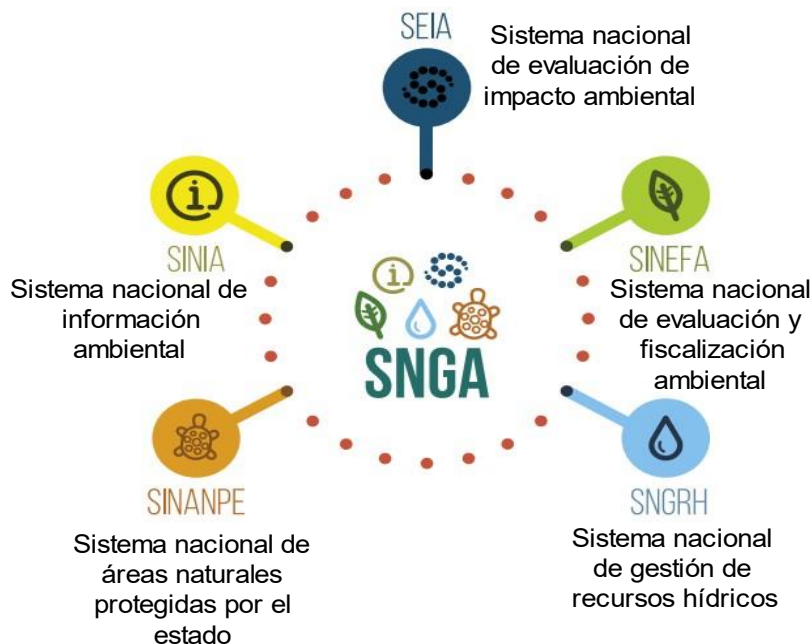 SEIA
Sistema nacional
de evaluación de
impacto ambiental
SINIA
Sistema nacional de
información
ambiental
SINEFA
Sistema nacional
de evaluación y
fiscalización
ambiental
SNGA
SINANPE
Sistema nacional de
áreas naturales
protegidas por el
estado
SNGRH
Sistema nacional
de gestión de
recursos hídricos